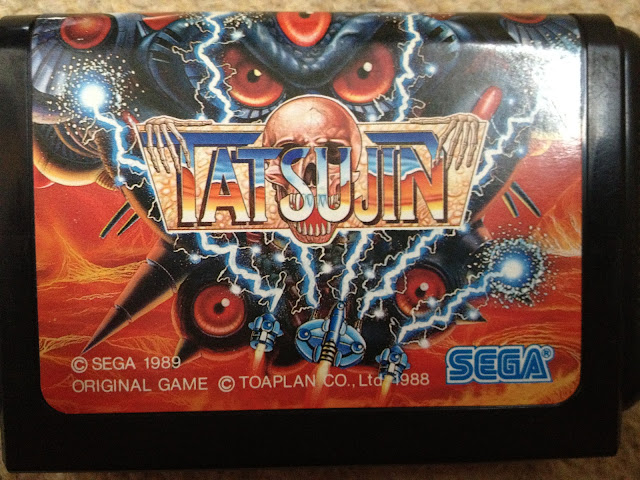 TATSUJIN
© SEGA 1989
ORIGINAL GAME © TOAPLAN CO., Ltd 1988
SEGA®